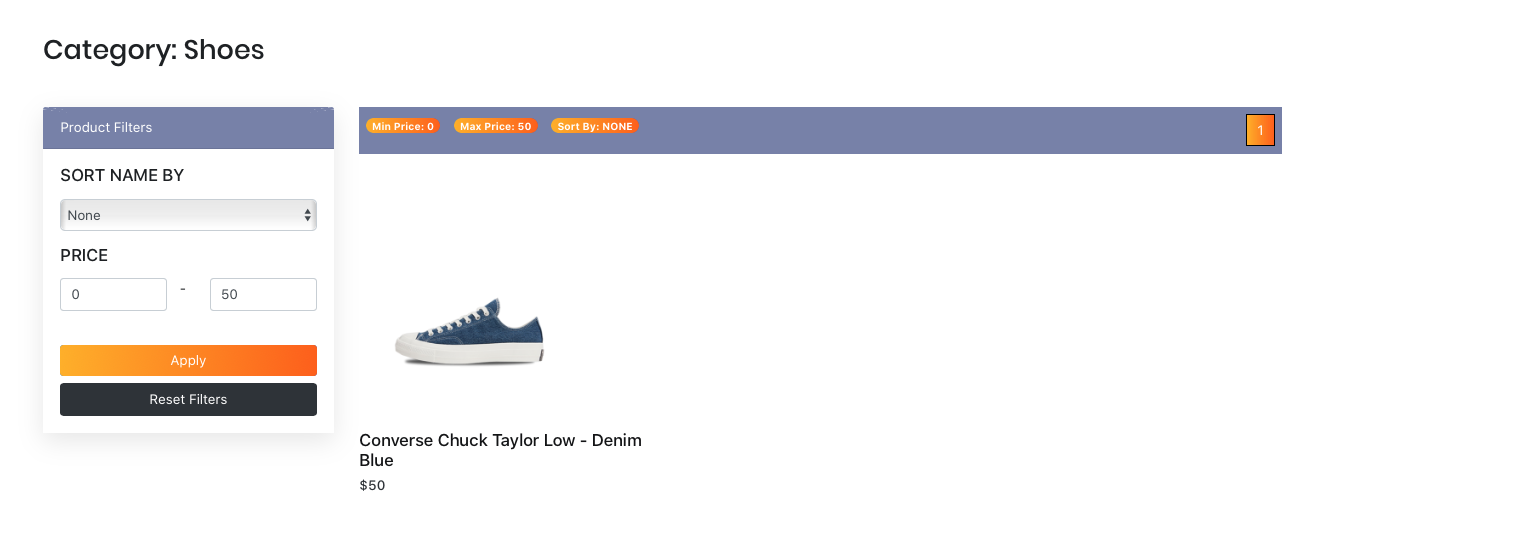 Category: Shoes
Product Filters
SORT NAME BY
None
PRICE
0 - 50
Apply
Reset Filters
Min Price: 0 Max Price: 50 Sort By: NONE 1
Converse Chuck Taylor Low - Denim
Blue
$50